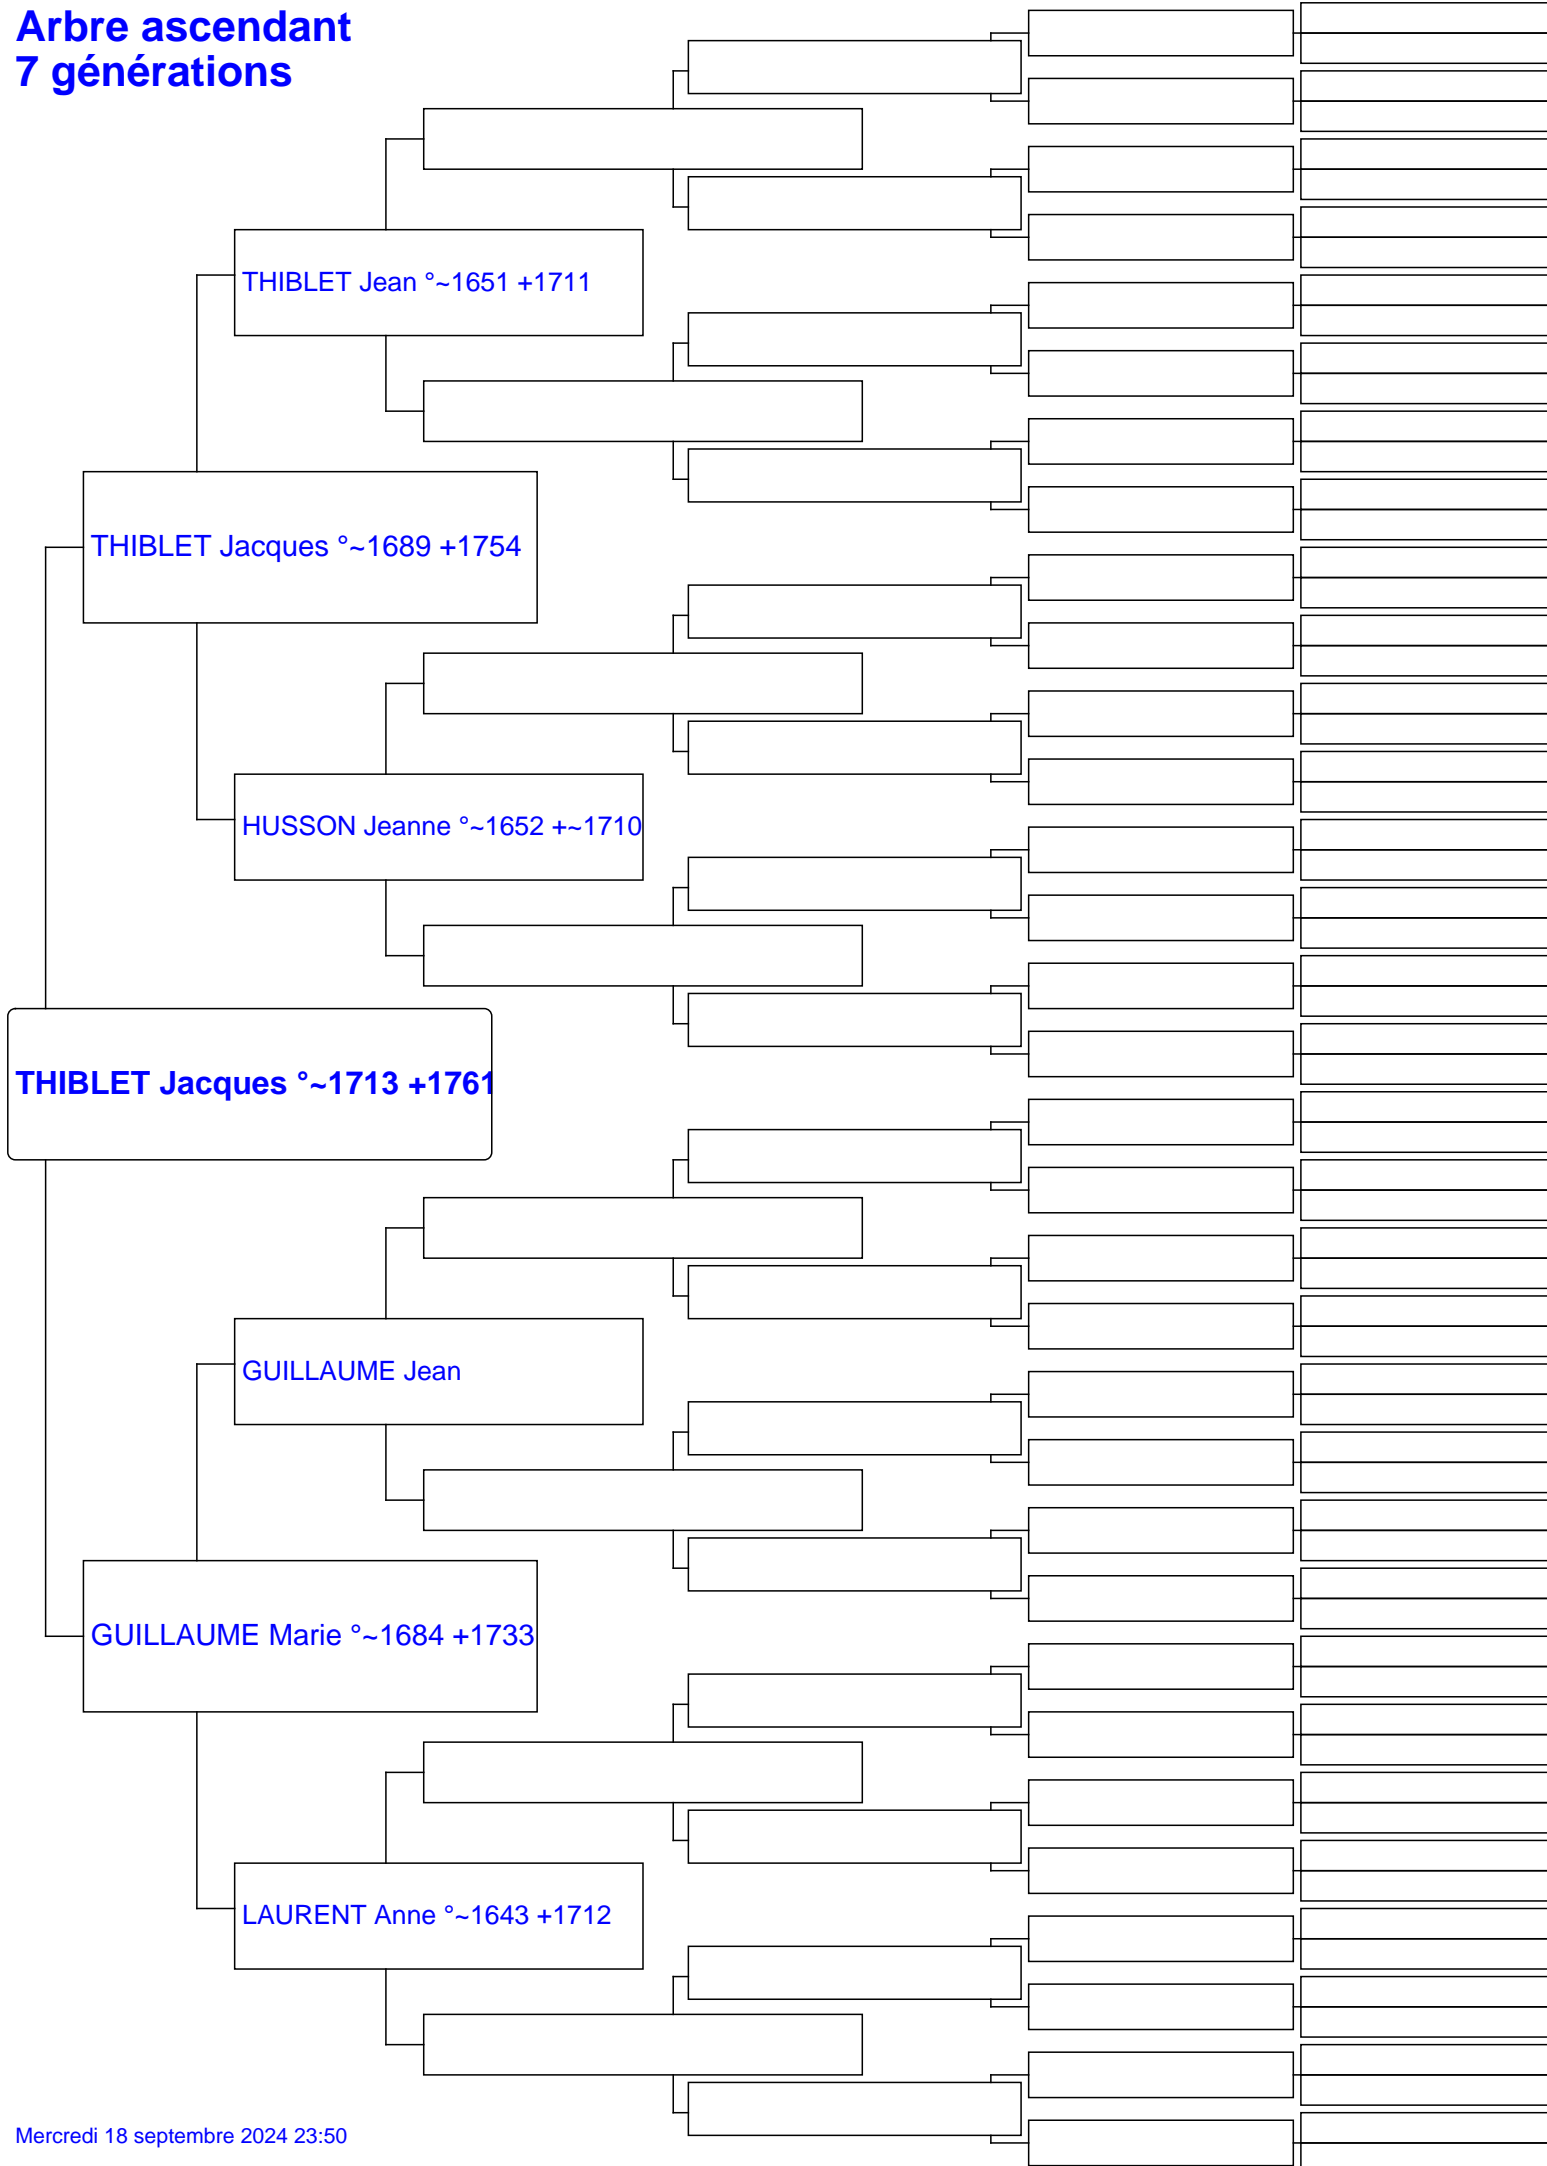 Arbre ascendant
7 générations
THIBLET Jean °~1651 +1711
THIBLET Jacques °~1689 +1754
HUSSON Jeanne °~1652 +~1710
THIBLET Jacques °~1713 +1761
GUILLAUME Jean
GUILLAUME Marie °~1684 +1733
LAURENT Anne °~1643 +1712
Mercredi 18 septembre 2024 23:50